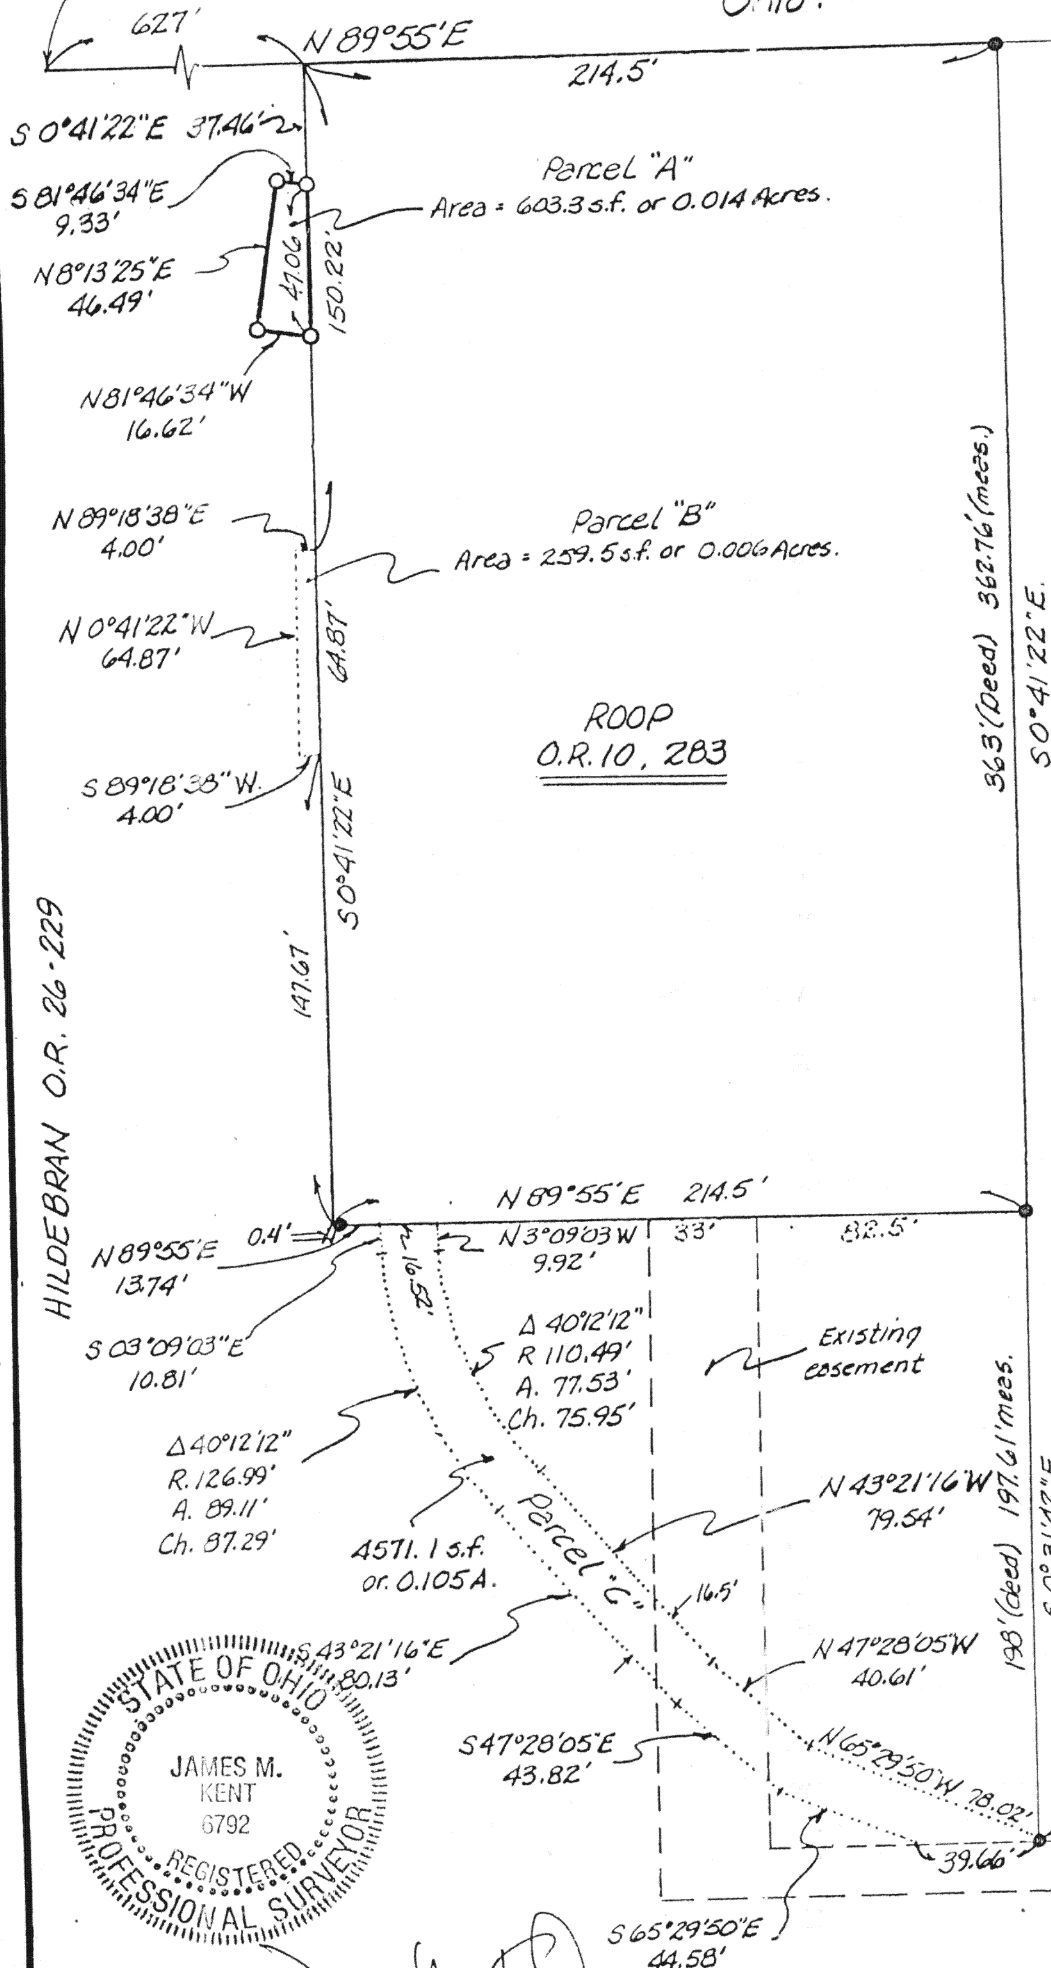 Ohio.
627'
N 89°55'E
214.5'
S 0°41'22"E 37.46'
S 81°46'34"E
9.33'
Parcel "A"
Area = 603.3 s.f. or 0.014 Acres.
N 8°13'25"E
46.49'
47.06
150.22'
N 81°46'34"W
16.62'
363' (Deed) 362.76' (meas.)
S 0°41'22"E.
N 89°18'38"E
4.00'
Parcel "B"
Area = 259.5 s.f. or 0.006 Acres.
N 0°41'22"W
64.87'
64.87'
ROOP
O.R. 10, 283
S 89°18'38" W.
4.00'
S 0°41'22"E
147.67'
HILDEBRAN O.R. 26-229
N 89°55'E 214.5'
0.4'
N 89°55'E
13.74'
16.52'
N 3°09'03 W
9.92'
33'
82.5'
S 03°09'03"E
10.81'
Δ 40°12'12"
R 110.49'
A. 77.53'
Ch. 75.95'
Existing
easement
Δ 40°12'12"
R. 126.99'
A. 89.11'
Ch. 87.29'
4571.1 s.f.
or. 0.105 A.
Parcel "C"
N 43°21'16"W
79.54'
198' (deed) 197.61' meas.
16.5'
S 43°21'16"E
80.13'
N 47°28'05"W
40.61'
S 47°28'05"E
43.82'
N 65°29'50"W 78.02'
39.66'
S 65°29'50"E
44.58'
STATE OF OHIO
JAMES M.
KENT
6792
REGISTERED
PROFESSIONAL SURVEYOR